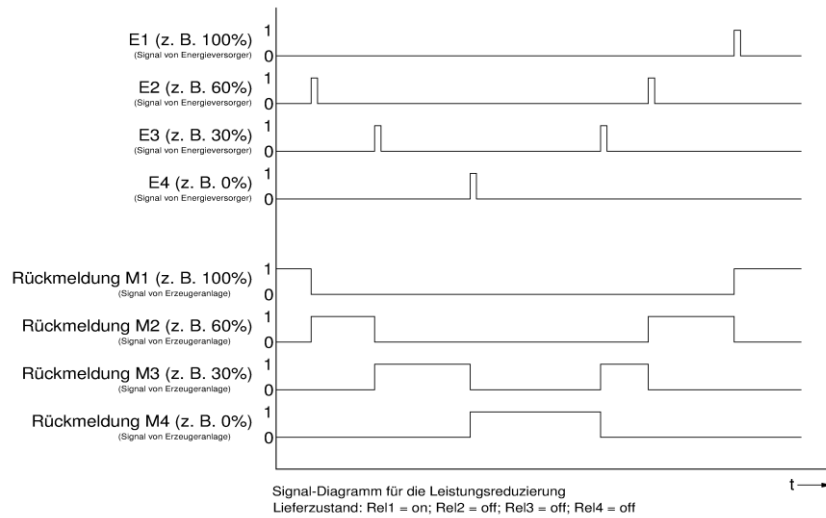 E1 (z. B. 100%)
(Signal von Energieversorger)
1
0
E2 (z. B. 60%)
(Signal von Energieversorger)
1
0
E3 (z. B. 30%)
(Signal von Energieversorger)
1
0
E4 (z. B. 0%)
(Signal von Energieversorger)
1
0
Rückmeldung M1 (z. B. 100%)
(Signal von Erzeugeranlage)
1
0
Rückmeldung M2 (z. B. 60%)
(Signal von Erzeugeranlage)
1
0
Rückmeldung M3 (z. B. 30%)
(Signal von Erzeugeranlage)
1
0
Rückmeldung M4 (z. B. 0%)
(Signal von Erzeugeranlage)
1
0
t
Signal-Diagramm für die Leistungsreduzierung
Lieferzustand: Rel1 = on; Rel2 = off; Rel3 = off; Rel4 = off